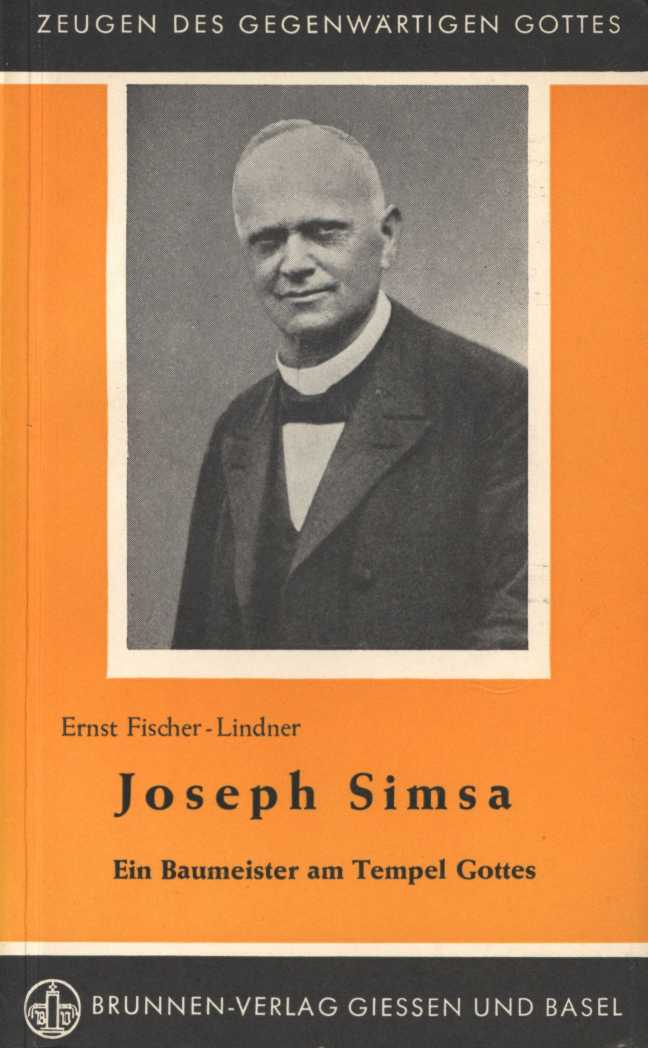 ZEUGEN DES GEGENWÄRTIGEN GOTTES
Ernst Fischer-Lindner
Joseph Simsa
Ein Baumeister am Tempel Gottes
BRUNNEN-VERLAG GIESSEN UND BASEL